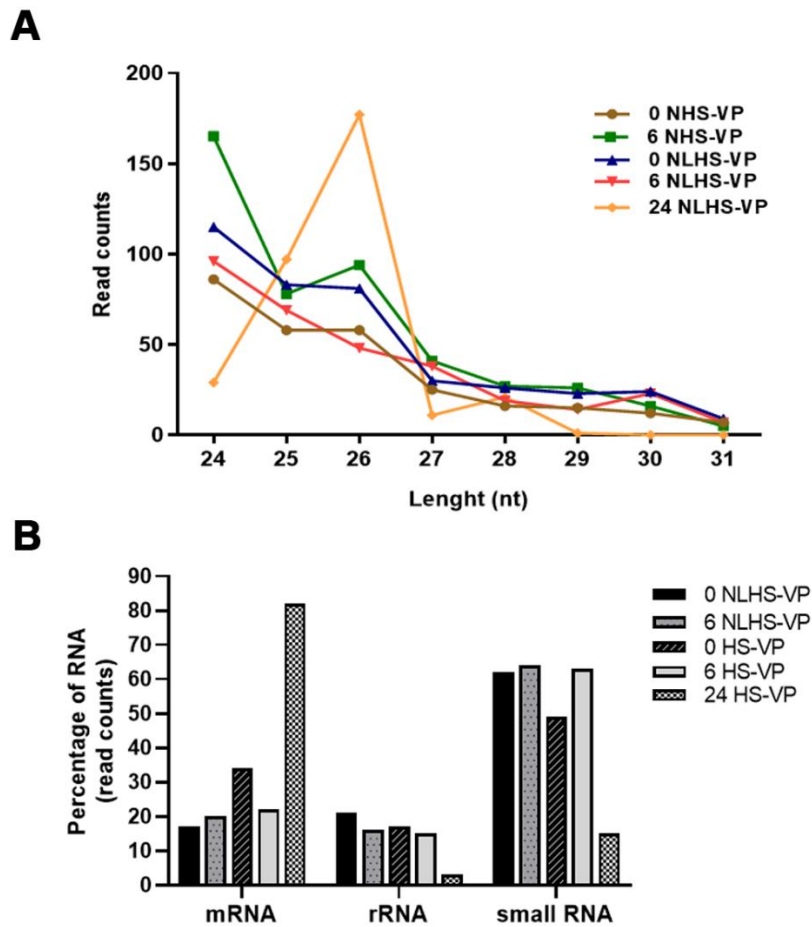 A
Read counts
200
150
100
50
0
24 25 26 27 28 29 30 31
Lenght (nt)
0 NHS-VP
6 NHS-VP
0 NLHS-VP
6 NLHS-VP
24 NLHS-VP
B
Percentage of RNA
(read counts)
90
80
70
60
50
40
30
20
10
0
mRNA rRNA small RNA
0 NLHS-VP
6 NLHS-VP
0 HS-VP
6 HS-VP
24 HS-VP